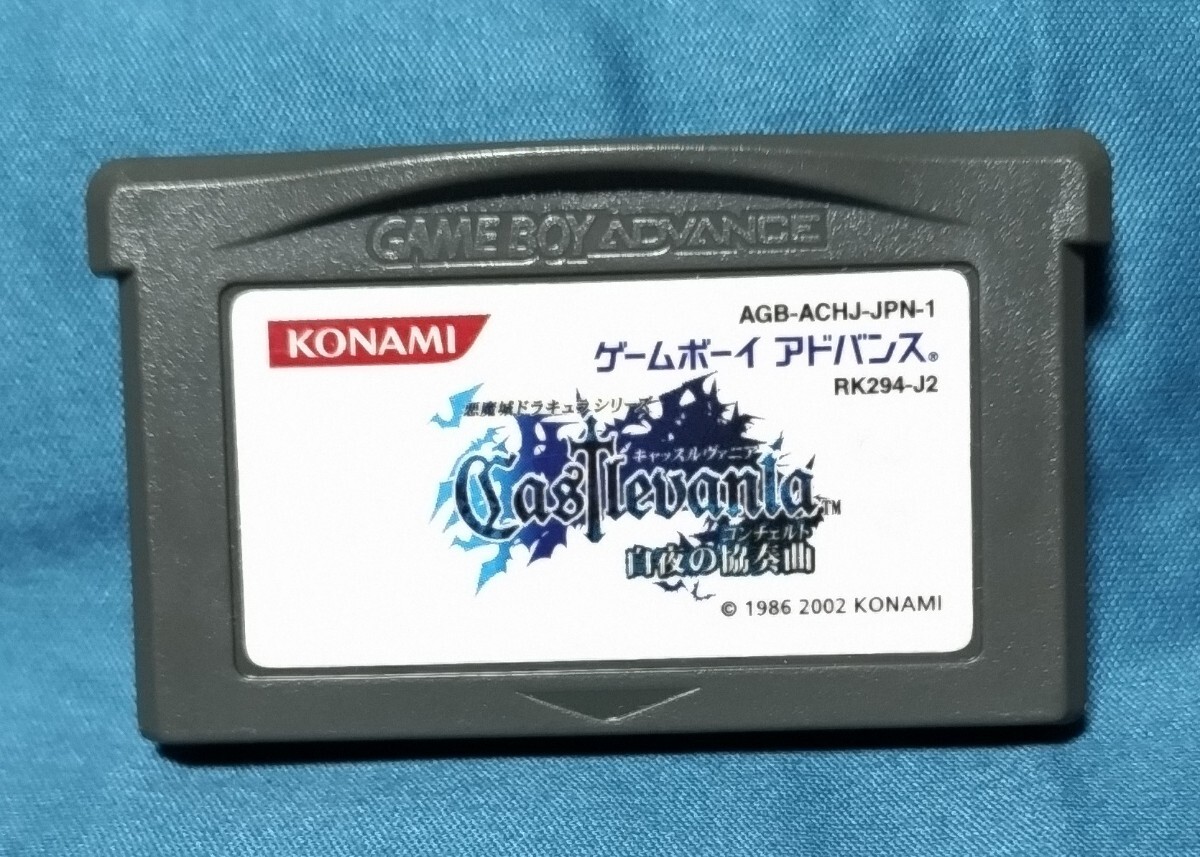 GAME BOY ADVANCE
KONAMI
AGB-ACHJ-JPN-1
ゲームボーイ アドバンス®
RK294-J2
悪魔城ドラキュラシリーズ
キャッスルヴァニア
Castlevania™
コンチェルト
白夜の協奏曲
© 1986 2002 KONAMI